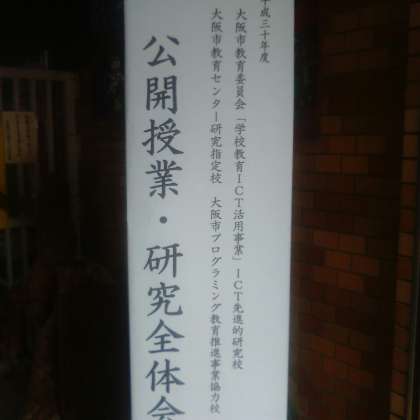 平成三十年度
大阪市教育委員会「学校教育ICT活用事業」ICT先進的研究校
大阪市教育センター研究指定校 大阪市プログラミング教育推進事業協力校
公開授業・研究全体会